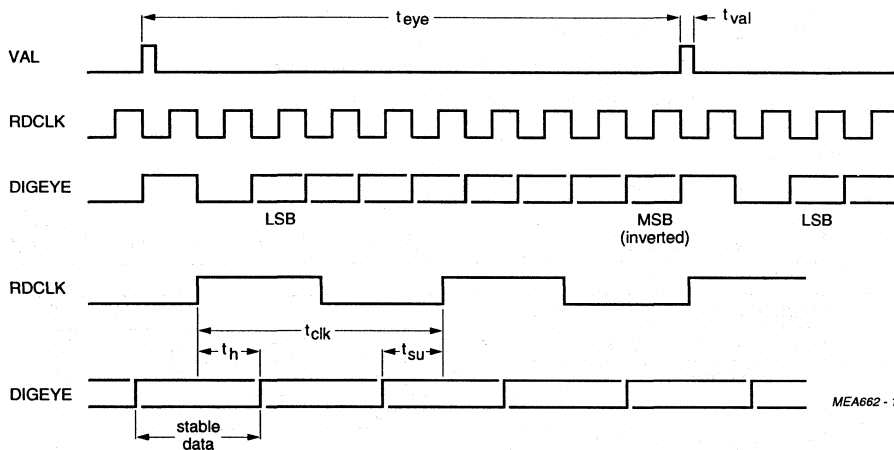 t eye
t val
VAL
RDCLK
DIGEYE
LSB
MSB
LSB
(inverted)
RDCLK
t clk
t h
t su
DIGEYE
MEA662 -
stable
data